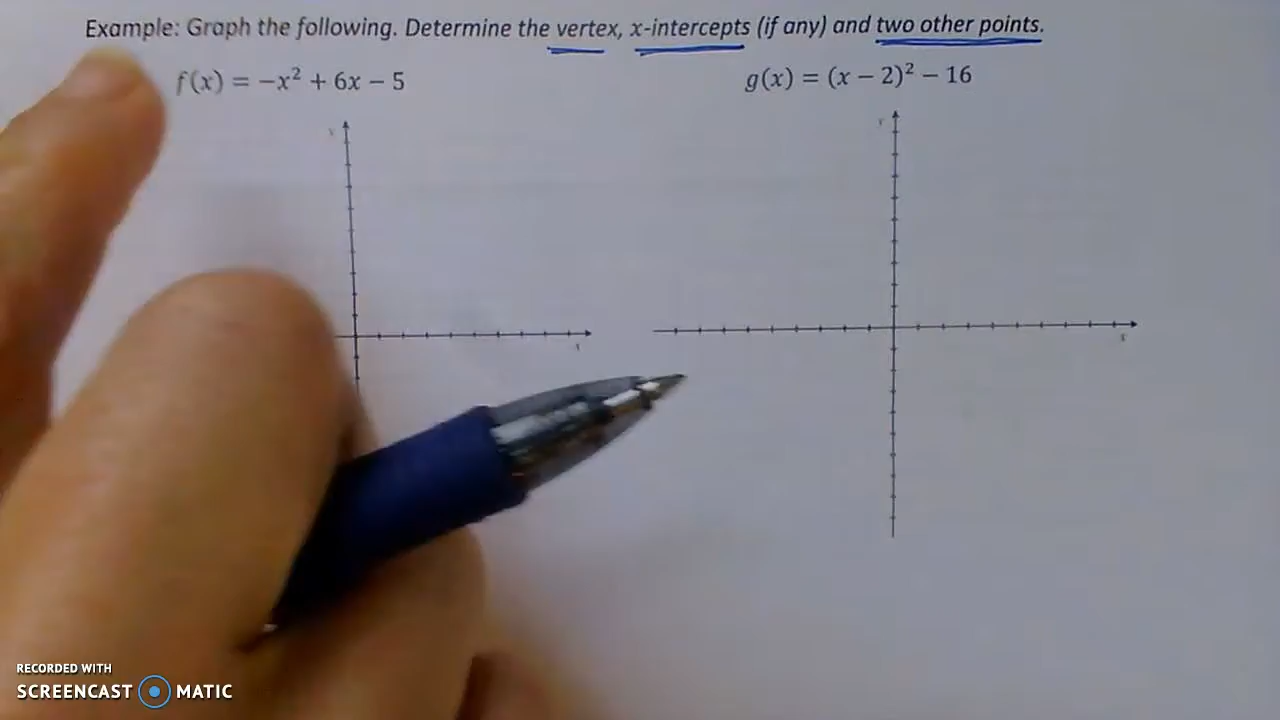 Example: Graph the following. Determine the vertex, x-intercepts (if any) and two other points.
f(x) = −x² + 6x − 5
g(x) = (x − 2)² − 16
y
y
x
x
RECORDED WITH
SCREENCAST MATIC